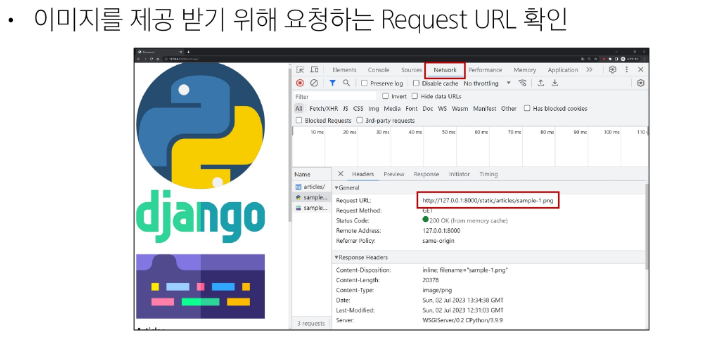 • 이미지를 제공 받기 위해 요청하는 Request URL 확인
Elements Console Sources Network Performance Memory Application
Preserve log Disable cache No throttling
Filter Invert Hide data URLs
All Fetch/XHR JS CSS Img Media Font Doc WS Wasm Manifest Other Has blocked cookies
Blocked Requests 3rd-party requests
10 ms 20 ms 30 ms 40 ms 50 ms 60 ms 70 ms 80 ms 90 ms 100 ms 110
Name Headers Preview Response Initiator Timing
articles/
sample...
sample...
General
Request URL: http://127.0.0.1:8000/static/articles/sample-1.png
Request Method: GET
Status Code: 200 OK (from memory cache)
Remote Address: 127.0.0.1:8000
Referrer Policy: same-origin
Response Headers
Content-Disposition: inline; filename="sample-1.png"
Content-Length: 20378
Content-Type: image/png
Date: Sun, 02 Jul 2023 13:34:38 GMT
Last-Modified: Sun, 02 Jul 2023 12:31:03 GMT
Server: WSGIServer/0.2 CPython/3.9.9
3 requests
django